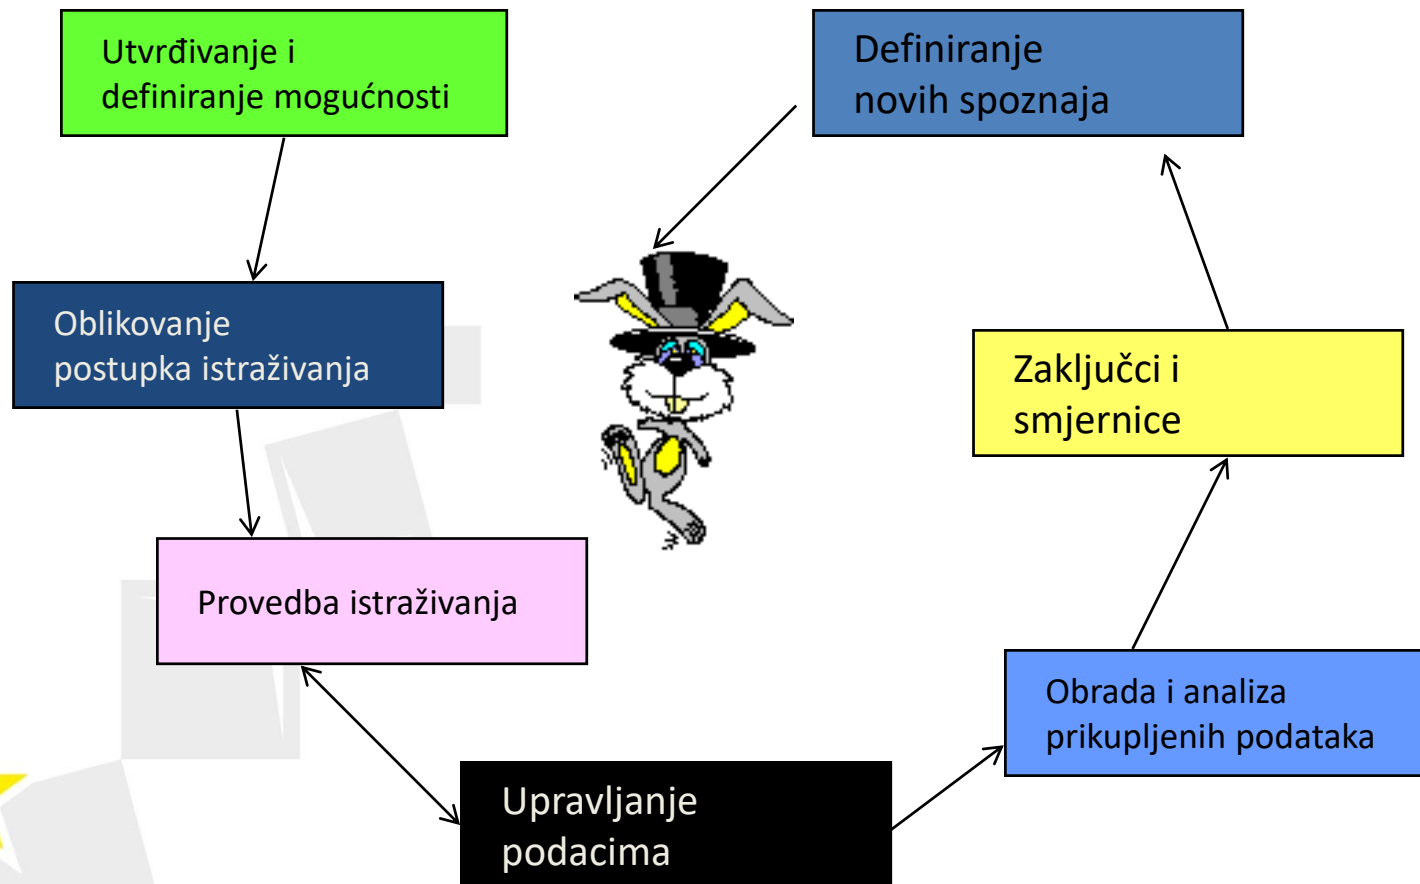 Utvrđivanje i
definiranje mogućnosti
Oblikovanje
postupka istraživanja
Provedba istraživanja
Upravljanje
podacima
Obrada i analiza
prikupljenih podataka
Zaključci i
smjernice
Definiranje
novih spoznaja